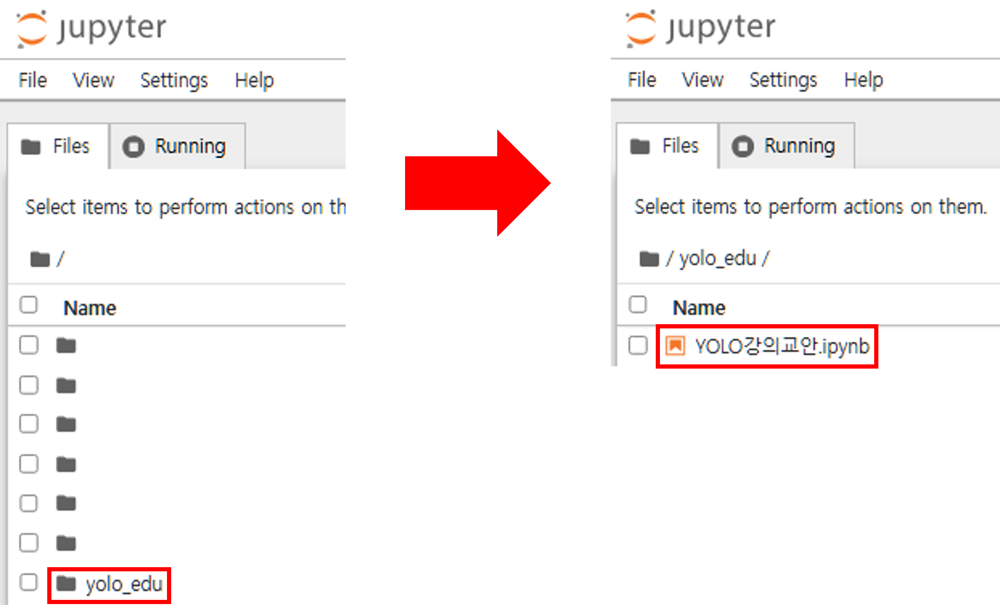 jupyter
File View Settings Help
Files Running
Select items to perform actions on th
/
Name
yolo_edu
jupyter
File View Settings Help
Files Running
Select items to perform actions on them.
/ yolo_edu /
Name
YOLO강의교안.ipynb